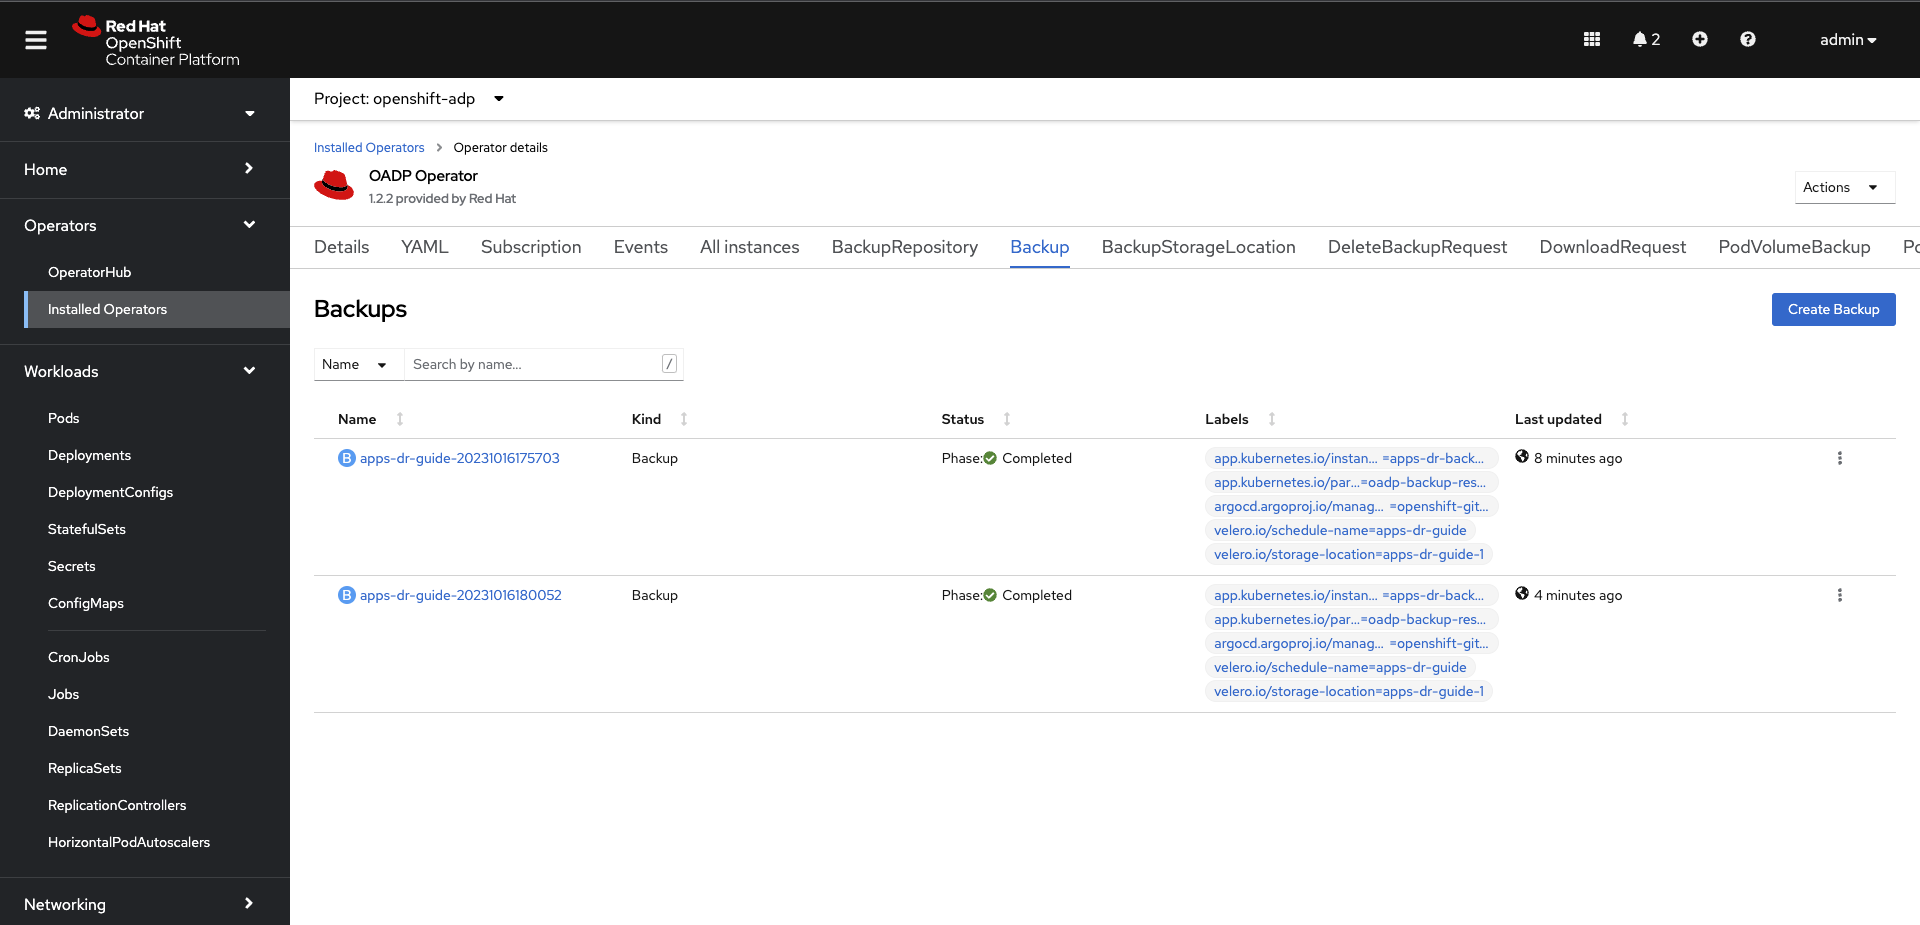 Red Hat
OpenShift
Container Platform
2
admin
Administrator
Home
Operators
OperatorHub
Installed Operators
Workloads
Pods
Deployments
DeploymentConfigs
StatefulSets
Secrets
ConfigMaps
CronJobs
Jobs
DaemonSets
ReplicaSets
ReplicationControllers
HorizontalPodAutoscalers
Networking
Project: openshift-adp
Installed Operators > Operator details
OADP Operator
1.2.2 provided by Red Hat
Actions
Details YAML Subscription Events All instances BackupRepository Backup BackupStorageLocation DeleteBackupRequest DownloadRequest PodVolumeBackup
Backups
Create Backup
Name Search by name... /
Name Kind Status Labels Last updated
B apps-dr-guide-20231016175703 Backup Phase: Completed app.kubernetes.io/instan... =apps-dr-back... 8 minutes ago
app.kubernetes.io/par...=oadp-backup-res...
argocd.argoproj.io/manag... =openshift-git...
velero.io/schedule-name=apps-dr-guide
velero.io/storage-location=apps-dr-guide-1
B apps-dr-guide-20231016180052 Backup Phase: Completed app.kubernetes.io/instan... =apps-dr-back... 4 minutes ago
app.kubernetes.io/par...=oadp-backup-res...
argocd.argoproj.io/manag... =openshift-git...
velero.io/schedule-name=apps-dr-guide
velero.io/storage-location=apps-dr-guide-1